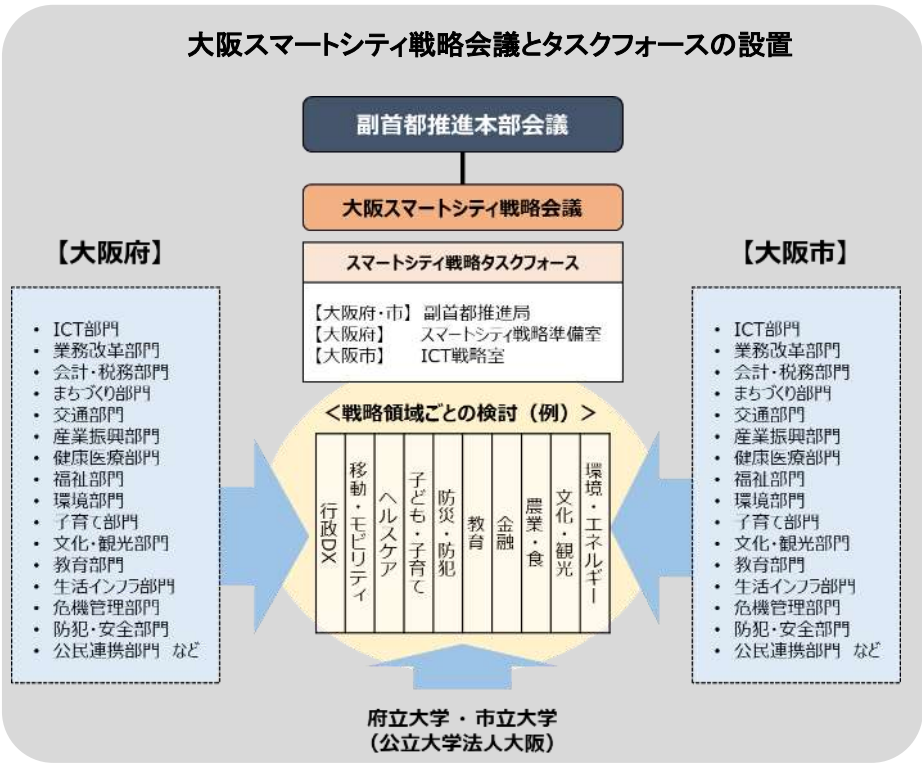 大阪スマートシティ戦略会議とタスクフォースの設置
副首都推進本部会議
大阪スマートシティ戦略会議
スマートシティ戦略タスクフォース
【大阪府・市】 副首都推進局
【大阪府】 スマートシティ戦略準備室
【大阪市】 ICT戦略室
【大阪府】
• ICT部門
• 業務改革部門
• 会計・税務部門
• まちづくり部門
• 交通部門
• 産業振興部門
• 健康医療部門
• 福祉部門
• 環境部門
• 子育て部門
• 文化・観光部門
• 教育部門
• 生活インフラ部門
• 危機管理部門
• 防犯・安全部門
• 公民連携部門 など
<戦略領域ごとの検討（例）>
行政DX
移動・モビリティ
ヘルスケア
子ども・子育て
防災・防犯
教育
金融
農業・食
文化・観光
環境・エネルギー
【大阪市】
• ICT部門
• 業務改革部門
• 会計・税務部門
• まちづくり部門
• 交通部門
• 産業振興部門
• 健康医療部門
• 福祉部門
• 環境部門
• 子育て部門
• 文化・観光部門
• 教育部門
• 生活インフラ部門
• 危機管理部門
• 防犯・安全部門
• 公民連携部門 など
府立大学・市立大学
（公立大学法人大阪）